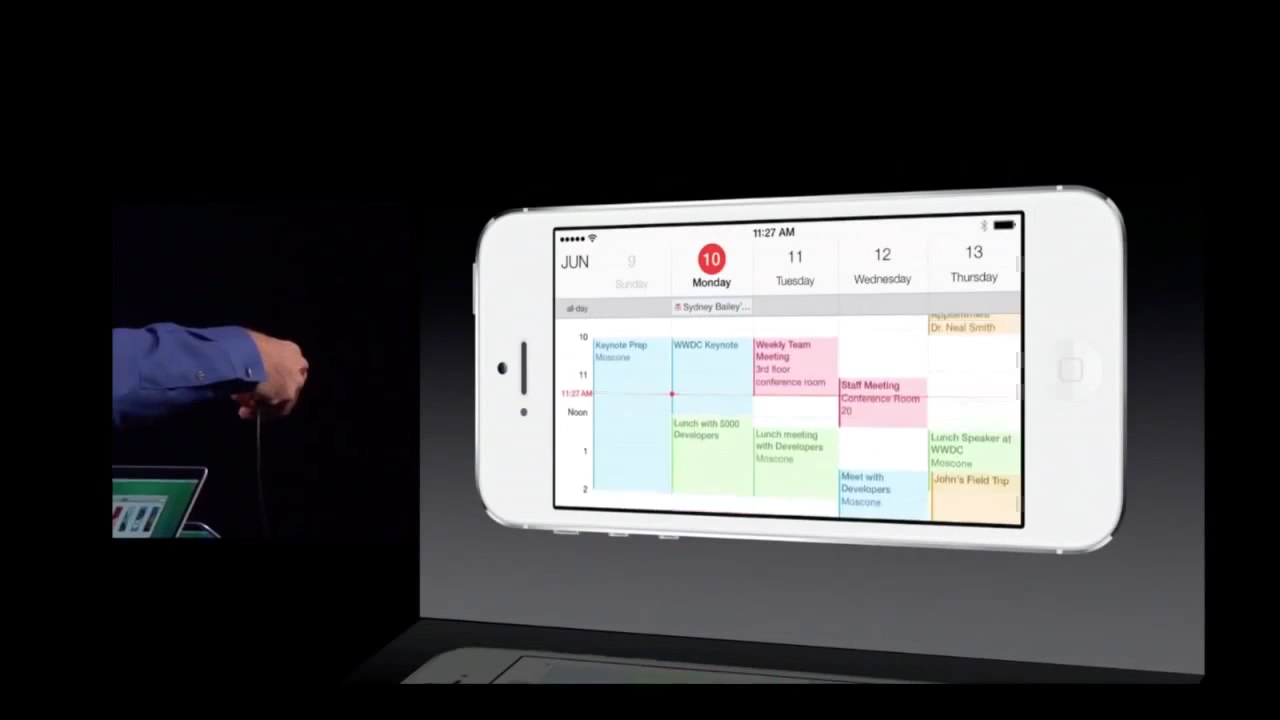 11:27 AM
JUN
9
Sunday
10
Monday
11
Tuesday
12
Wednesday
13
Thursday
all-day
Sydney Bailey'...
10
11
11:27 AM
Noon
1
2
Keynote Prep
Moscone
WWDC Keynote
Lunch with 5000
Developers
Weekly Team
Meeting
3rd floor
conference room
Lunch meeting
with Developers
Moscone
Staff Meeting
Conference Room
20
Meet with
Developers
Moscone
Appointment
Dr. Neal Smith
Lunch Speaker at
WWDC
Moscone
John's Field Trip